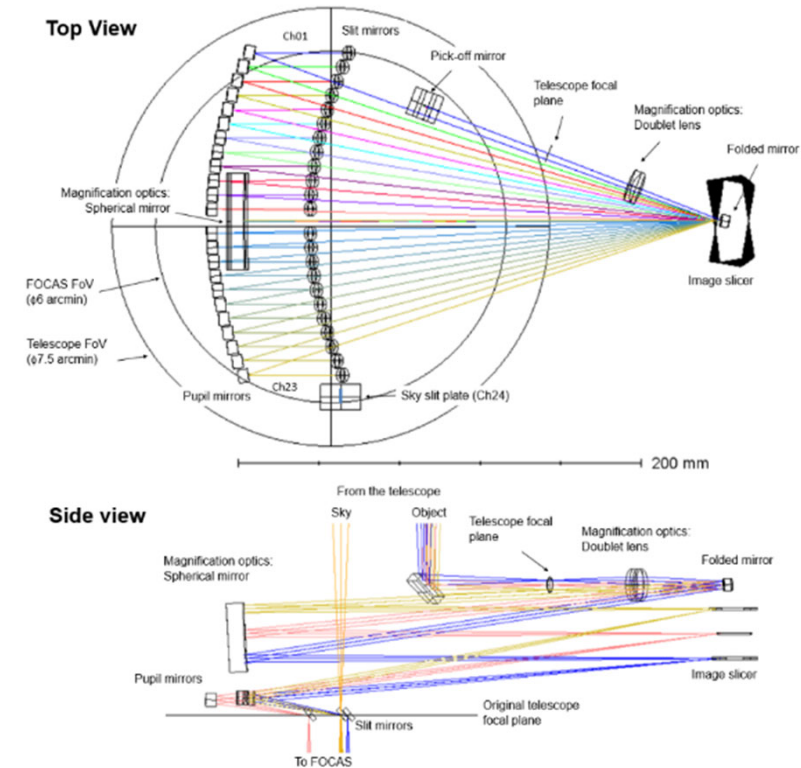 Top View
Ch01
Slit mirrors
Pick-off mirror
Telescope focal
plane
Magnification optics:
Doublet lens
Folded mirror
Magnification optics:
Spherical mirror
Image slicer
FOCAS FoV
(ϕ6 arcmin)
Telescope FoV
(ϕ7.5 arcmin)
Pupil mirrors
Ch23
Sky slit plate (Ch24)
200 mm
Side view
From the telescope
Sky
Object
Telescope focal
plane
Magnification optics:
Doublet lens
Folded mirror
Magnification optics:
Spherical mirror
Image slicer
Pupil mirrors
Original telescope
focal plane
Slit mirrors
To FOCAS